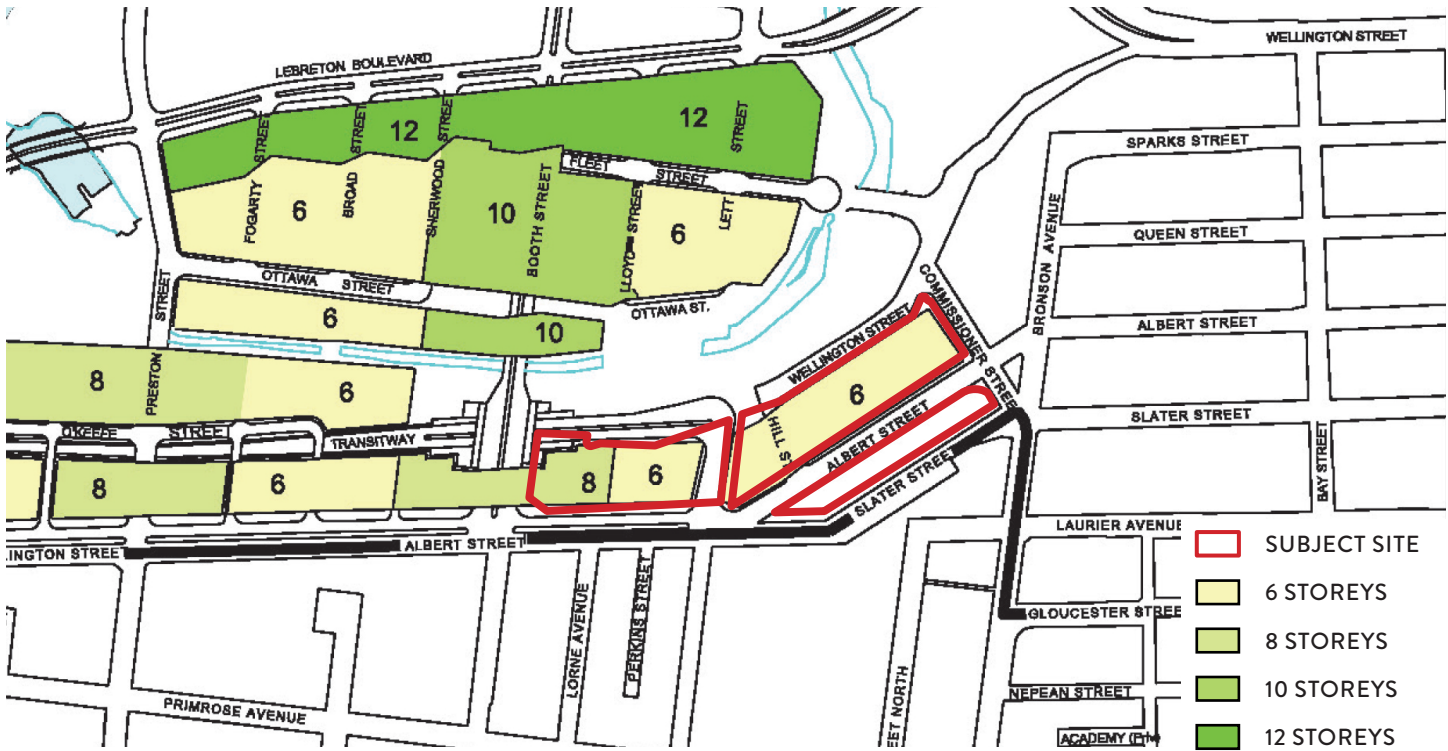 WELLINGTON STREET
LEBRETON BOULEVARD
STREET
STREET
STREET
12
12
STREET
SPARKS STREET
FLEET STREET
FOGARTY
6
BROAD
SHERWOOD
10
BOOTH STREET
LLOYD STREET
6
LETT
BRONSON AVENUE
QUEEN STREET
OTTAWA STREET
COMMISSIONER STREET
STREET
6
10
OTTAWA ST.
ALBERT STREET
WELLINGTON STREET
8
PRESTON
6
6
HILL
ALBERT STREET
SLATER STREET
O'KEEFE STREET
TRANSITWAY
8
6
8
6
SLATER STREET
BAY STREET
LINGTON STREET
ALBERT STREET
LAURIER AVENUE
SUBJECT SITE
6 STOREYS
LORNE AVENUE
PERKINS STREET
GLOUCESTER STREE
8 STOREYS
PRIMROSE AVENUE
EET NORTH
NEPEAN STREET
10 STOREYS
ACADEMY
12 STOREYS